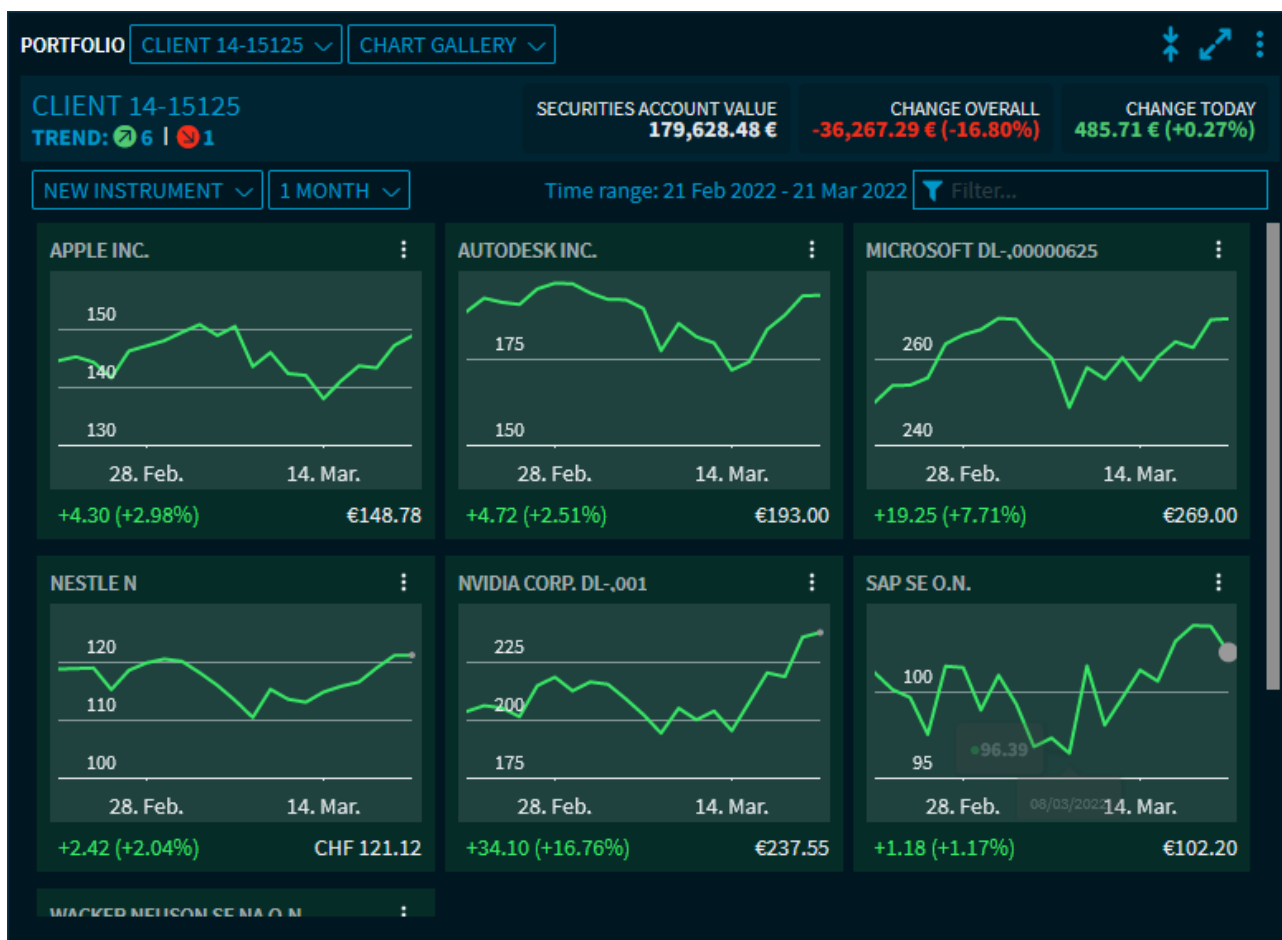 PORTFOLIO CLIENT 14-15125 CHART GALLERY
CLIENT 14-15125
TREND: 6 | 1
SECURITIES ACCOUNT VALUE
179,628.48 €
CHANGE OVERALL
-36,267.29 € (-16.80%)
CHANGE TODAY
485.71 € (+0.27%)
NEW INSTRUMENT 1 MONTH Time range: 21 Feb 2022 - 21 Mar 2022 Filter...
APPLE INC.
150
140
130
28. Feb. 14. Mar.
+4.30 (+2.98%) €148.78
AUTODESK INC.
175
150
28. Feb. 14. Mar.
+4.72 (+2.51%) €193.00
MICROSOFT DL-,00000625
260
240
28. Feb. 14. Mar.
+19.25 (+7.71%) €269.00
NESTLE N
120
110
100
28. Feb. 14. Mar.
+2.42 (+2.04%) CHF 121.12
NVIDIA CORP. DL-,001
225
200
175
28. Feb. 14. Mar.
+34.10 (+16.76%) €237.55
SAP SE O.N.
100
96.39
95
28. Feb. 08/03/2022 14. Mar.
+1.18 (+1.17%) €102.20
WACKER NEUSON SE NA O.N.